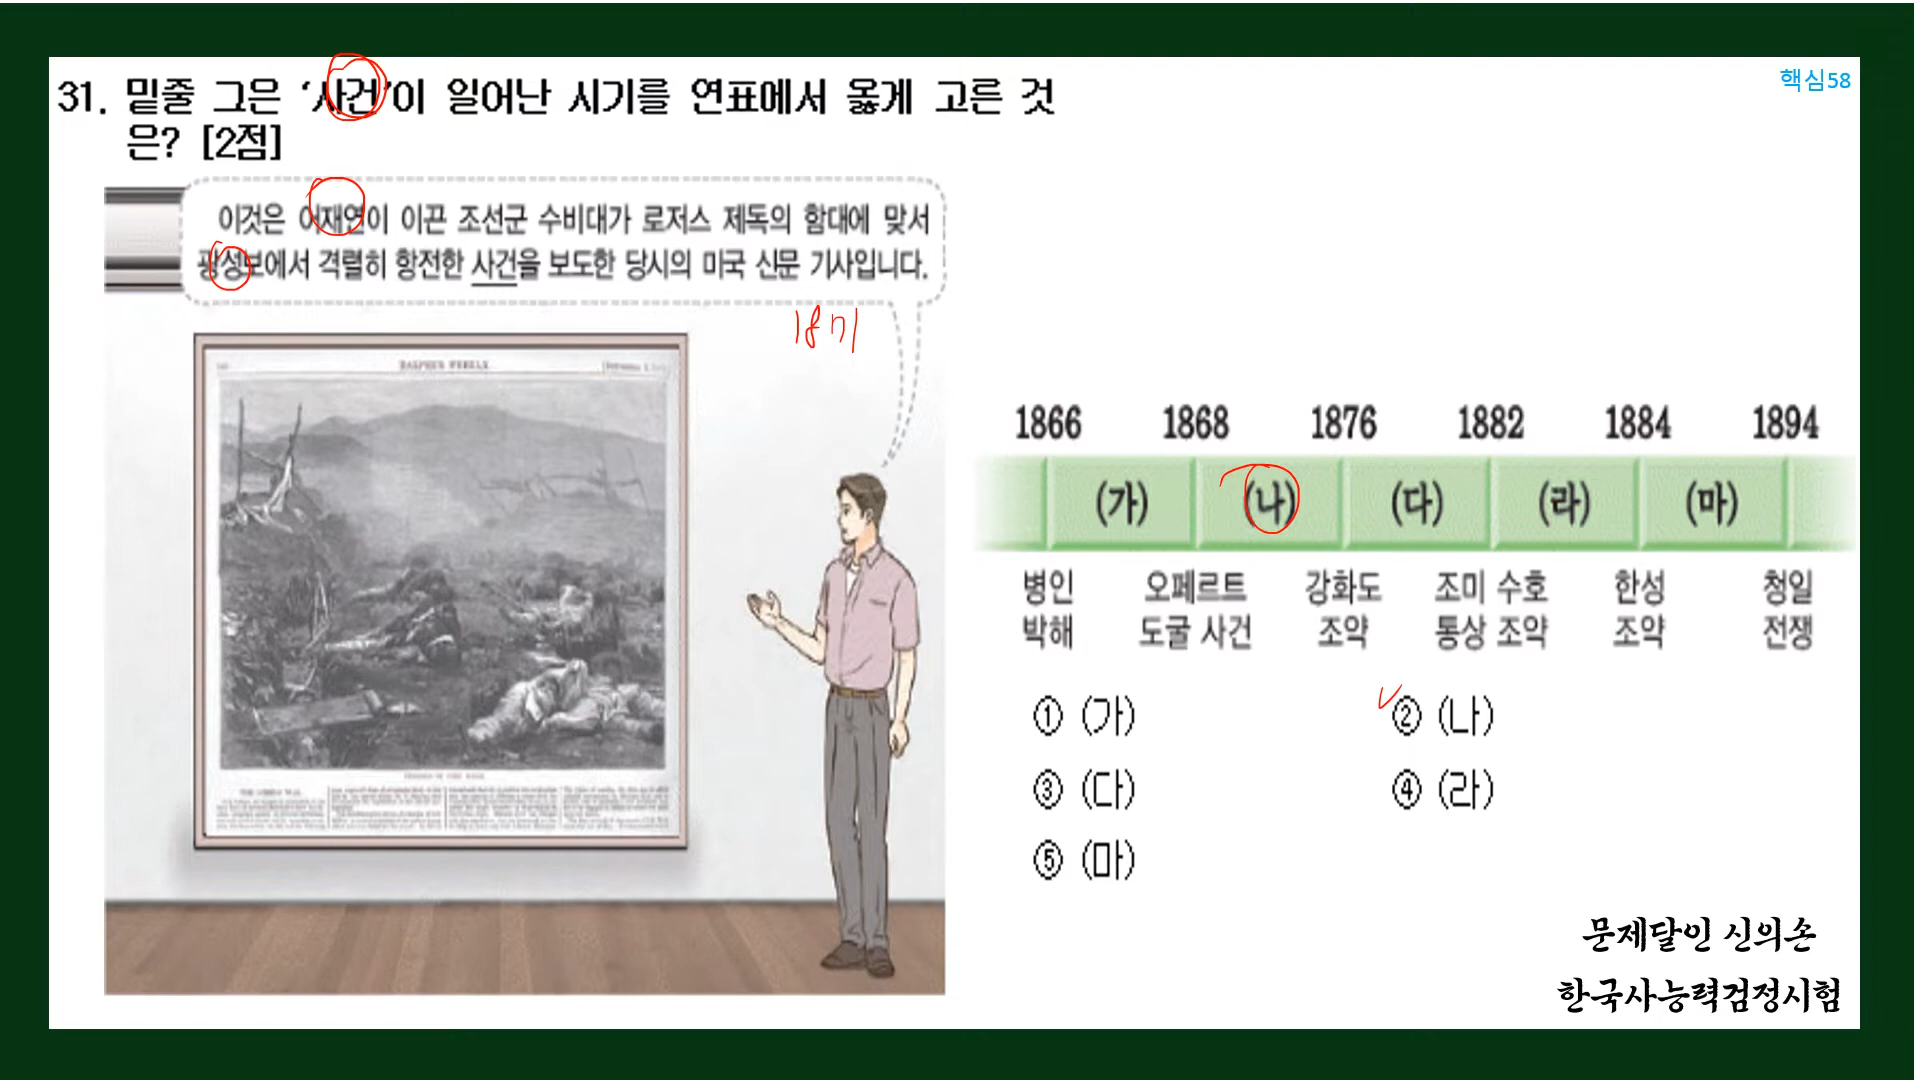 핵심58
31. 밑줄 그은 ‘사건’이 일어난 시기를 연표에서 옳게 고른 것
은? [2점]
이것은 어재연이 이끈 조선군 수비대가 로저스 제독의 함대에 맞서
광성보에서 격렬히 항전한 사건을 보도한 당시의 미국 신문 기사입니다.
1871
HARPER'S WEEKLY.
1866 1868 1876 1882 1884 1894
(가) (나) (다) (라) (마)
병인 오페르트 강화도 조미 수호 한성 청일
박해 도굴 사건 조약 통상 조약 조약 전쟁
① (가) ② (나)
③ (다) ④ (라)
⑤ (마)
문제달인 신의손
한국사능력검정시험